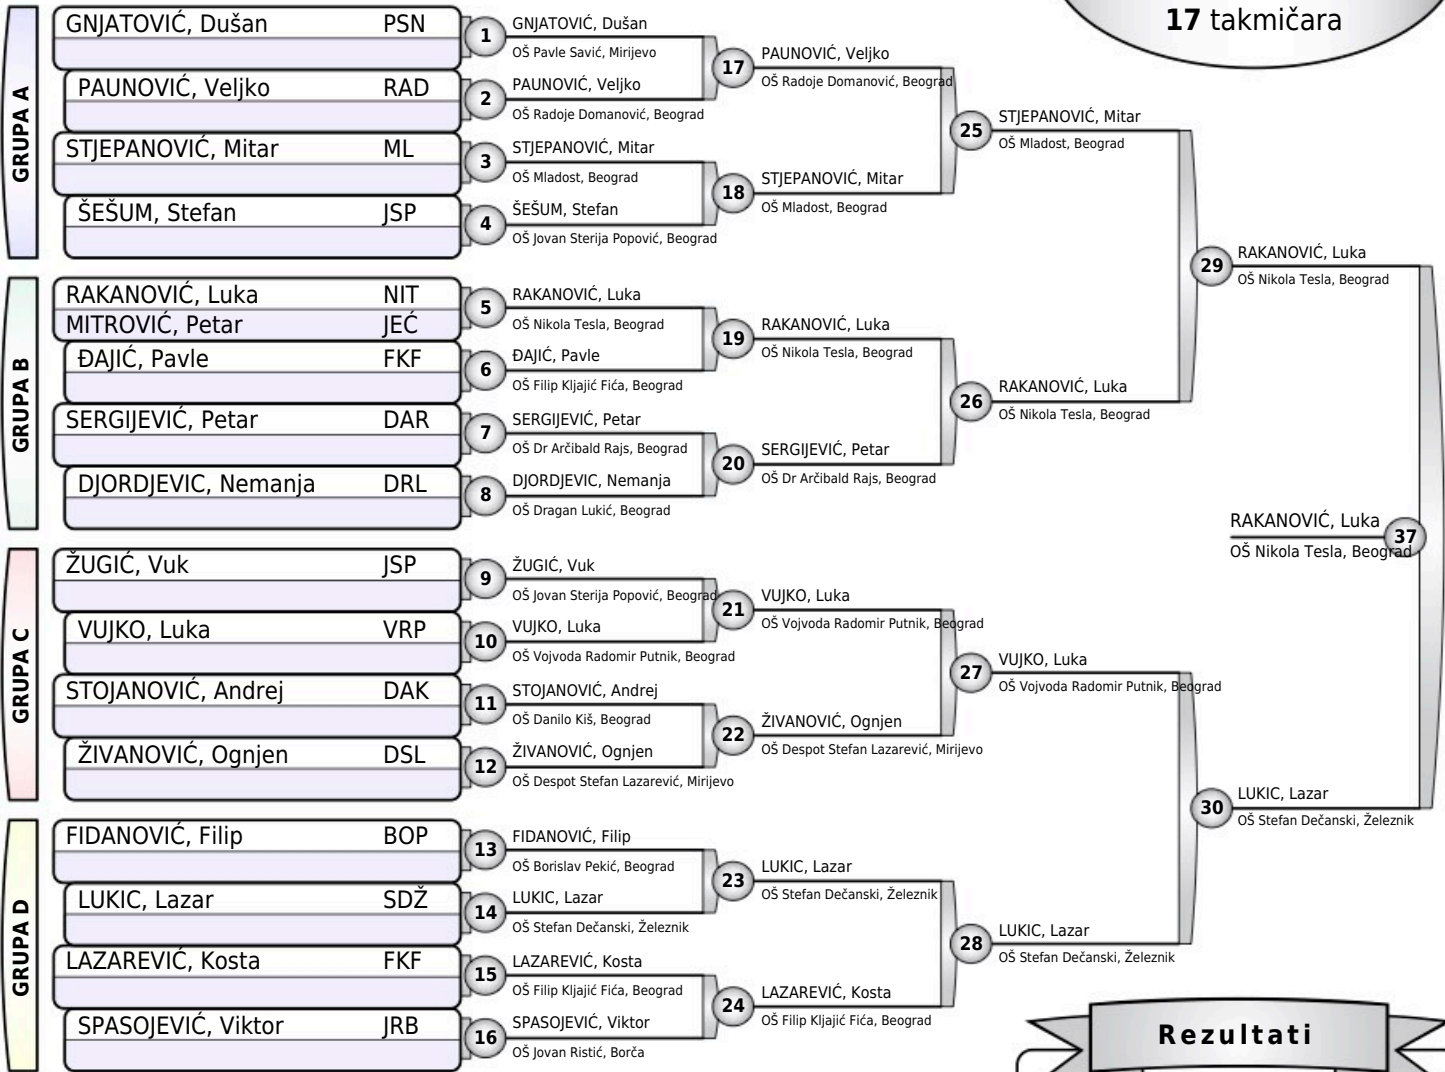 17 takmičara
GRUPA A
GNJATOVIĆ, Dušan PSN
PAUNOVIĆ, Veljko RAD
STJEPANOVIĆ, Mitar ML
ŠEŠUM, Stefan JSP
GRUPA B
RAKANOVIĆ, Luka NIT
MITROVIĆ, Petar JEĆ
ĐAJIĆ, Pavle FKF
SERGIJEVIĆ, Petar DAR
DJORDJEVIC, Nemanja DRL
GRUPA C
ŽUGIĆ, Vuk JSP
VUJKO, Luka VRP
STOJANOVIĆ, Andrej DAK
ŽIVANOVIĆ, Ognjen DSL
GRUPA D
FIDANOVIĆ, Filip BOP
LUKIC, Lazar SDŽ
LAZAREVIĆ, Kosta FKF
SPASOJEVIĆ, Viktor JRB
1 GNJATOVIĆ, Dušan
OŠ Pavle Savić, Mirijevo
2 PAUNOVIĆ, Veljko
OŠ Radoje Domanović, Beograd
3 STJEPANOVIĆ, Mitar
OŠ Mladost, Beograd
4 ŠEŠUM, Stefan
OŠ Jovan Sterija Popović, Beograd
5 RAKANOVIĆ, Luka
OŠ Nikola Tesla, Beograd
6 ĐAJIĆ, Pavle
OŠ Filip Kljajić Fića, Beograd
7 SERGIJEVIĆ, Petar
OŠ Dr Arčibald Rajs, Beograd
8 DJORDJEVIC, Nemanja
OŠ Dragan Lukić, Beograd
9 ŽUGIĆ, Vuk
OŠ Jovan Sterija Popović, Beograd
10 VUJKO, Luka
OŠ Vojvoda Radomir Putnik, Beograd
11 STOJANOVIĆ, Andrej
OŠ Danilo Kiš, Beograd
12 ŽIVANOVIĆ, Ognjen
OŠ Despot Stefan Lazarević, Mirijevo
13 FIDANOVIĆ, Filip
OŠ Borislav Pekić, Beograd
14 LUKIC, Lazar
OŠ Stefan Dečanski, Železnik
15 LAZAREVIĆ, Kosta
OŠ Filip Kljajić Fića, Beograd
16 SPASOJEVIĆ, Viktor
OŠ Jovan Ristić, Borča
17 PAUNOVIĆ, Veljko
OŠ Radoje Domanović, Beograd
18 STJEPANOVIĆ, Mitar
OŠ Mladost, Beograd
19 RAKANOVIĆ, Luka
OŠ Nikola Tesla, Beograd
20 SERGIJEVIĆ, Petar
OŠ Dr Arčibald Rajs, Beograd
21 VUJKO, Luka
OŠ Vojvoda Radomir Putnik, Beograd
22 ŽIVANOVIĆ, Ognjen
OŠ Despot Stefan Lazarević, Mirijevo
23 LUKIC, Lazar
OŠ Stefan Dečanski, Železnik
24 LAZAREVIĆ, Kosta
OŠ Filip Kljajić Fića, Beograd
25 STJEPANOVIĆ, Mitar
OŠ Mladost, Beograd
26 RAKANOVIĆ, Luka
OŠ Nikola Tesla, Beograd
27 VUJKO, Luka
OŠ Vojvoda Radomir Putnik, Beograd
28 LUKIC, Lazar
OŠ Stefan Dečanski, Železnik
29 RAKANOVIĆ, Luka
OŠ Nikola Tesla, Beograd
30 LUKIC, Lazar
OŠ Stefan Dečanski, Železnik
RAKANOVIĆ, Luka 37
OŠ Nikola Tesla, Beograd
Rezultati